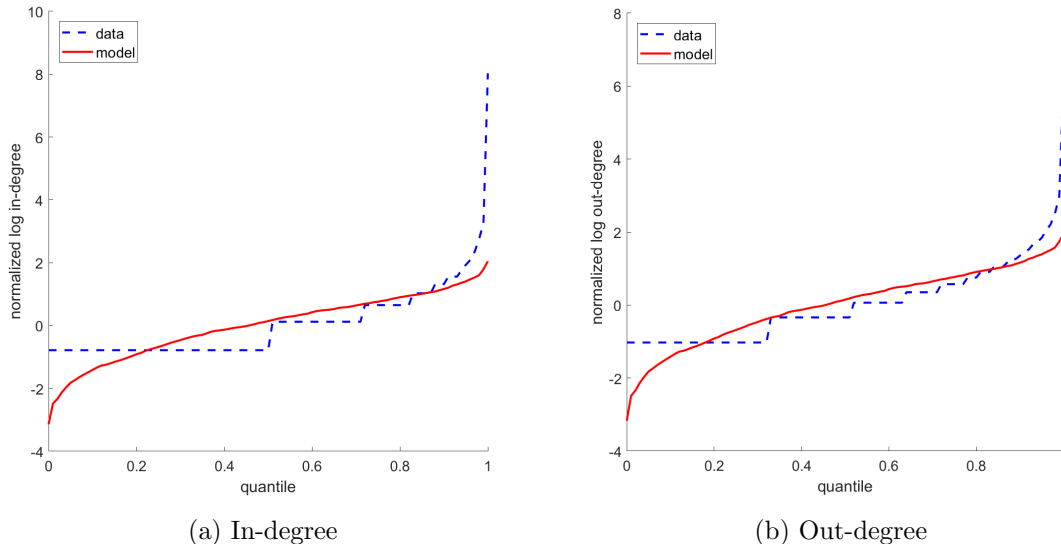 10
8
6
4
2
0
-2
-4
normalized log in-degree
data
model
0
0.2
0.4
0.6
0.8
1
quantile
(a) In-degree
8
6
4
2
0
-2
-4
normalized log out-degree
data
model
0
0.2
0.4
0.6
0.8
quantile
(b) Out-degree